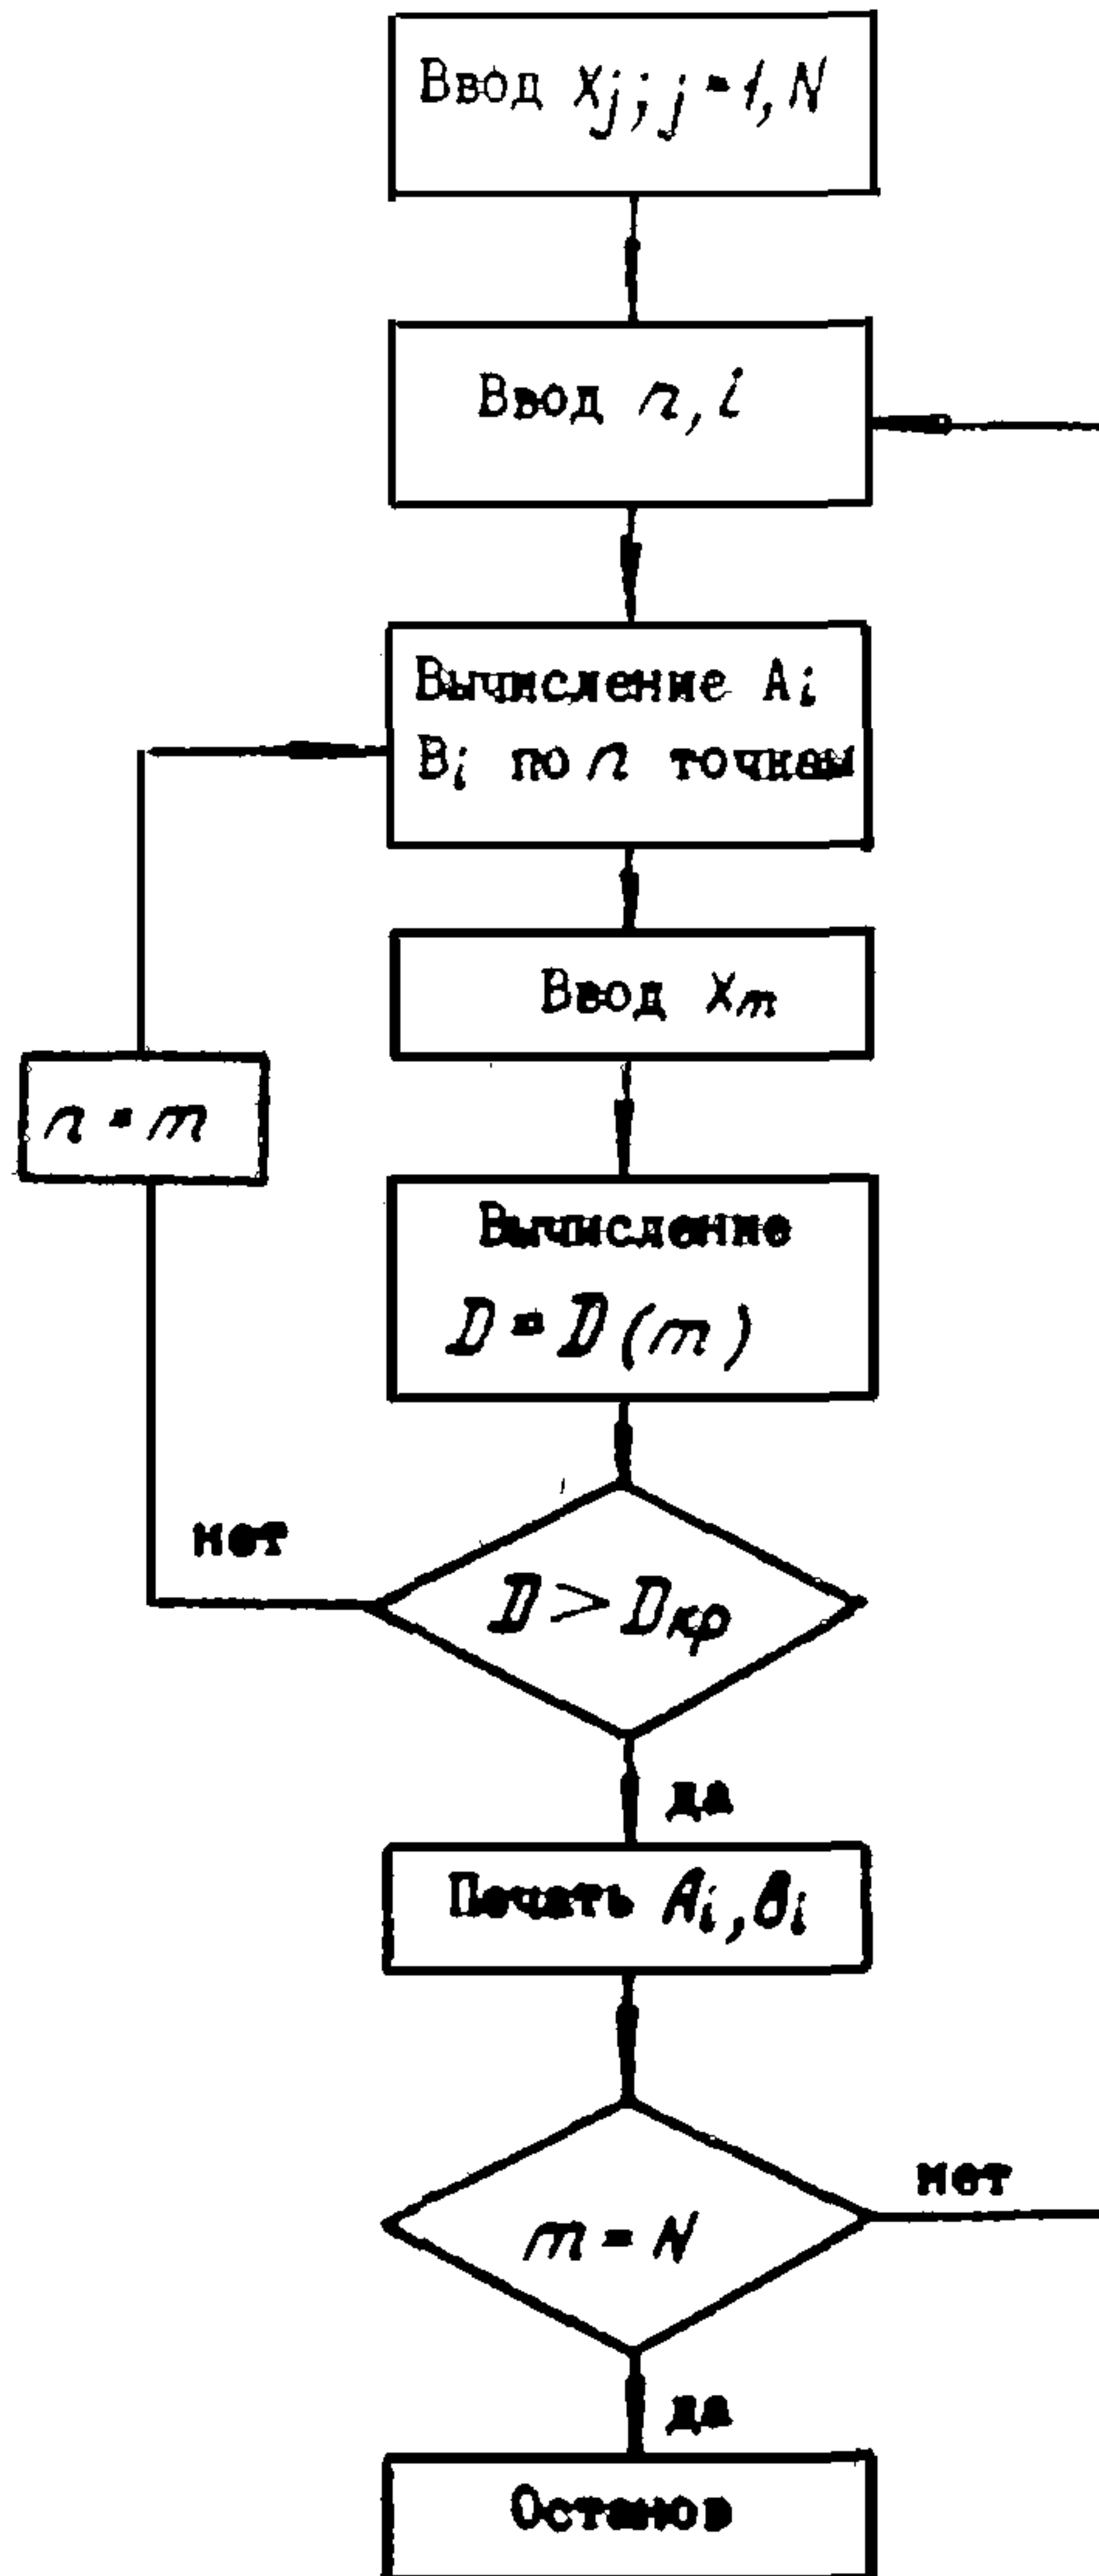 Ввод xj; j=1,N
Ввод n, i
Вычисление Ai
Bi по n точкам
Ввод xm
n=m
Вычисление
D=D(m)
нет
D > Dкр
да
Печать Ai, Bi
нет
m=N
да
Останов